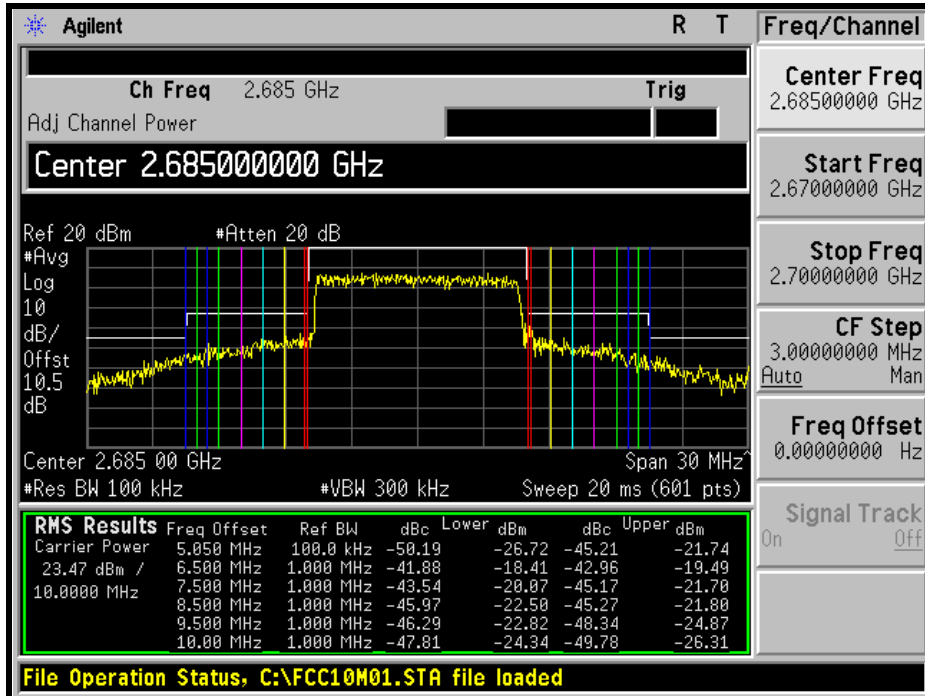 Agilent R T Freq/Channel
Ch Freq 2.685 GHz Trig
Adj Channel Power
Center 2.685000000 GHz
Center Freq
2.68500000 GHz
Start Freq
2.67000000 GHz
Stop Freq
2.70000000 GHz
CF Step
3.00000000 MHz
Auto Man
Freq Offset
0.00000000 Hz
Signal Track
On Off
Ref 20 dBm #Atten 20 dB
#Avg
Log
10
dB/
Offst
10.5
dB
Center 2.685 00 GHz Span 30 MHz^
#Res BW 100 kHz #VBW 300 kHz Sweep 20 ms (601 pts)
RMS Results Freq Offset Ref BW dBc Lower dBm dBc Upper dBm
Carrier Power 5.050 MHz 100.0 kHz -50.19 -26.72 -45.21 -21.74
23.47 dBm / 6.500 MHz 1.000 MHz -41.88 -18.41 -42.96 -19.49
10.0000 MHz 7.500 MHz 1.000 MHz -43.54 -20.07 -45.17 -21.70
8.500 MHz 1.000 MHz -45.97 -22.50 -45.27 -21.80
9.500 MHz 1.000 MHz -46.29 -22.82 -48.34 -24.87
10.00 MHz 1.000 MHz -47.81 -24.34 -49.78 -26.31
File Operation Status, C:\FCC10M01.STA file loaded